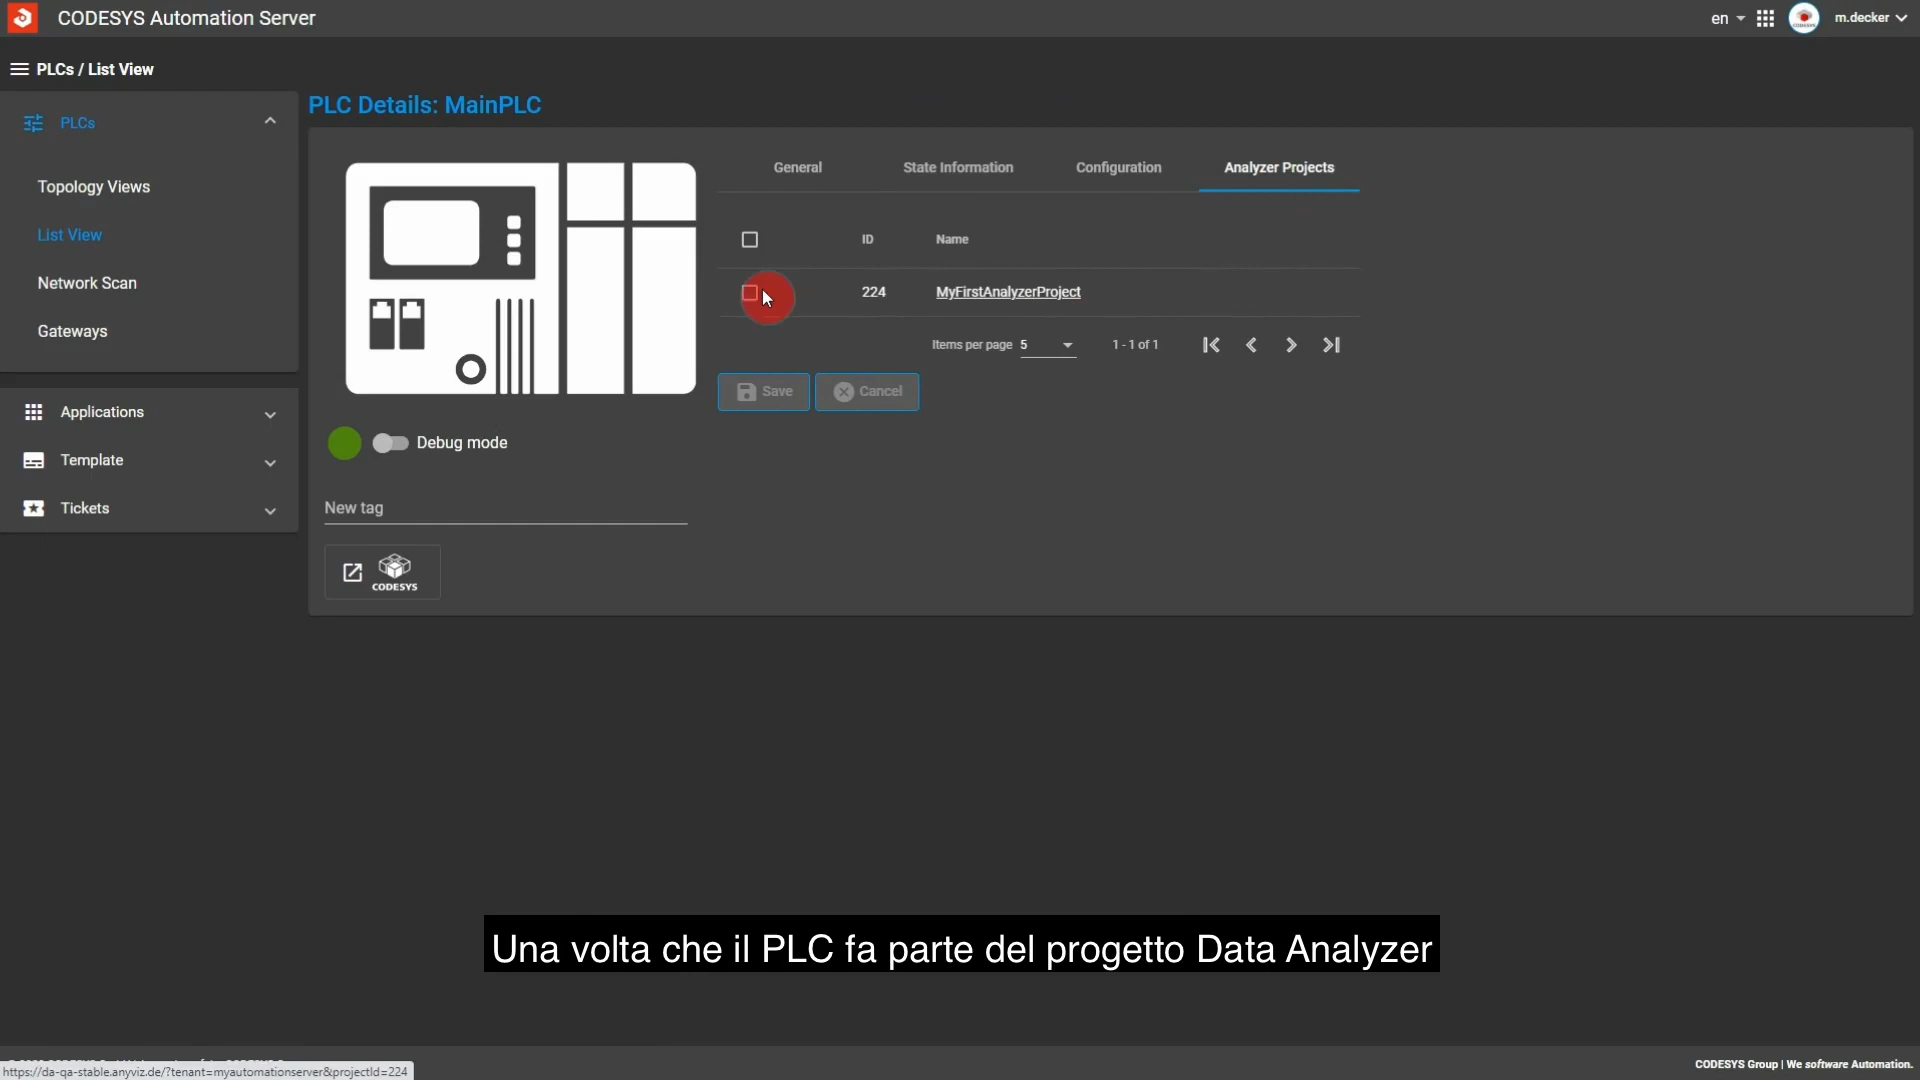 CODESYS Automation Server
en
m.decker
PLCs / List View
PLCs
Topology Views
List View
Network Scan
Gateways
Applications
Template
Tickets
PLC Details: MainPLC
General
State Information
Configuration
Analyzer Projects
ID
Name
224
MyFirstAnalyzerProject
Items per page
5
1 - 1 of 1
Save
Cancel
Debug mode
New tag
CODESYS
Una volta che il PLC fa parte del progetto Data Analyzer
https://da-qa-stable.anyviz.de/?tenant=myautomationserver&projectId=224
CODESYS Group | We software Automation.